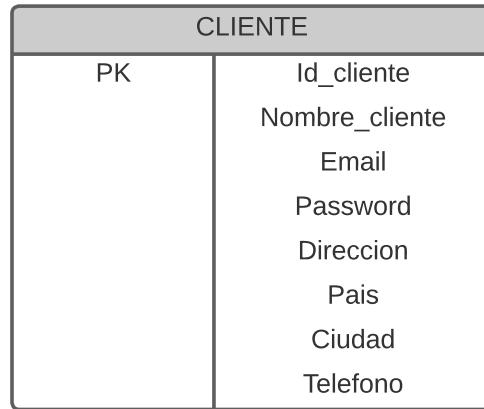 CLIENTE
PK Id_cliente
Nombre_cliente
Email
Password
Direccion
Pais
Ciudad
Telefono